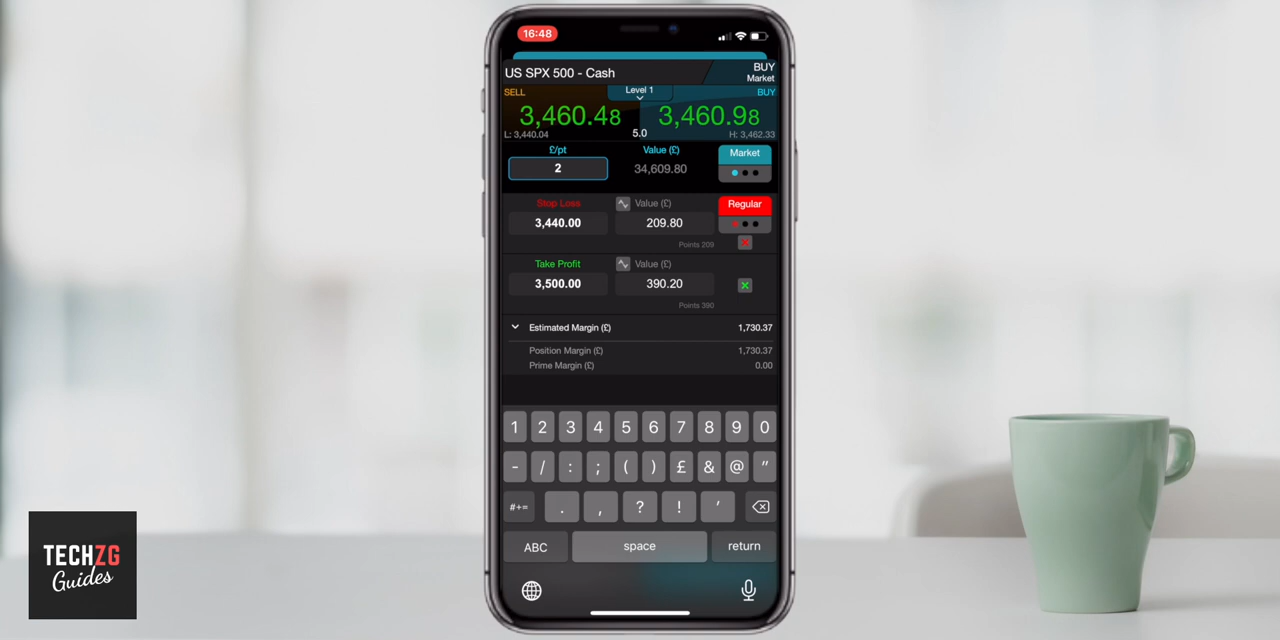 16:48
US SPX 500 - Cash
BUY
Market
SELL
Level 1
BUY
3,460.48
3,460.98
L: 3,440.04
5.0
H: 3,462.33
£/pt
Value (£)
Market
2
34,609.80
Stop Loss
Value (£)
Regular
3,440.00
209.80
Points 209
Take Profit
Value (£)
3,500.00
390.20
Points 390
Estimated Margin (£)
1,730.37
Position Margin (£)
1,730.37
Prime Margin (£)
0.00
1 2 3 4 5 6 7 8 9 0
- / : ; ( ) £ & @ "
#+= . , ? ! '
ABC
space
return
TECHZG
Guides